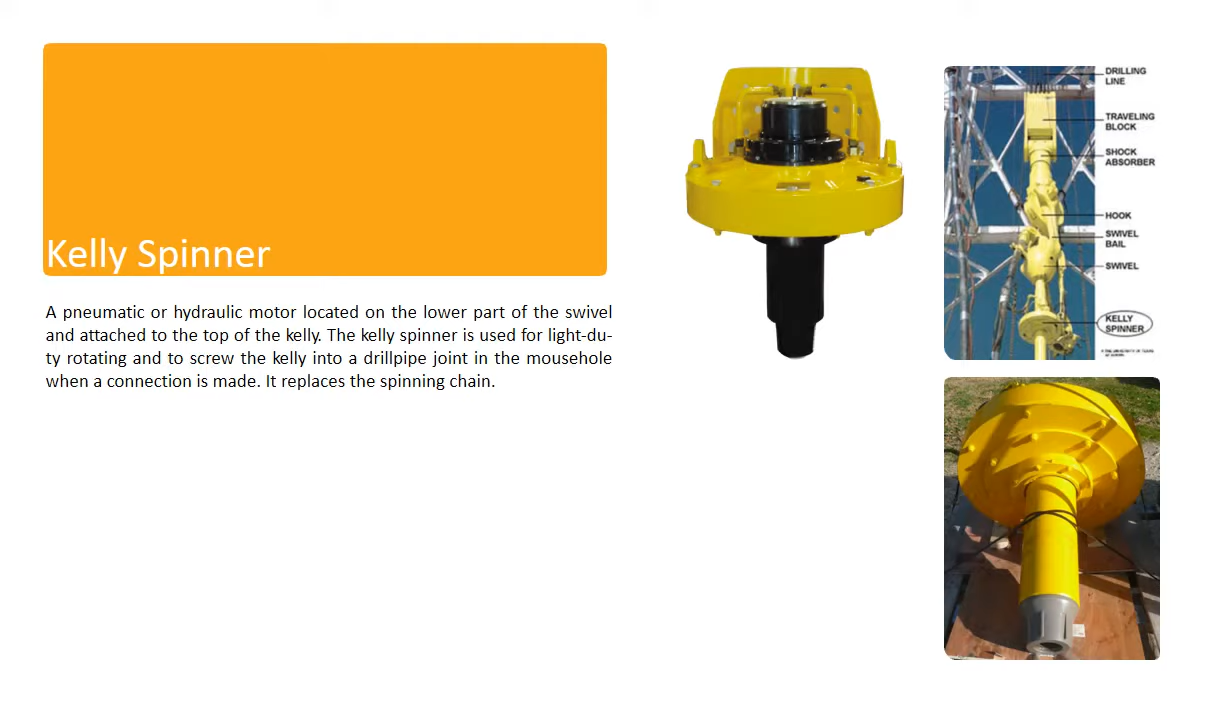 Kelly Spinner
A pneumatic or hydraulic motor located on the lower part of the swivel
and attached to the top of the kelly. The kelly spinner is used for light-du-
ty rotating and to screw the kelly into a drillpipe joint in the mousehole
when a connection is made. It replaces the spinning chain.
DRILLING
LINE
TRAVELING
BLOCK
SHOCK
ABSORBER
HOOK
SWIVEL
BAIL
SWIVEL
KELLY
SPINNER